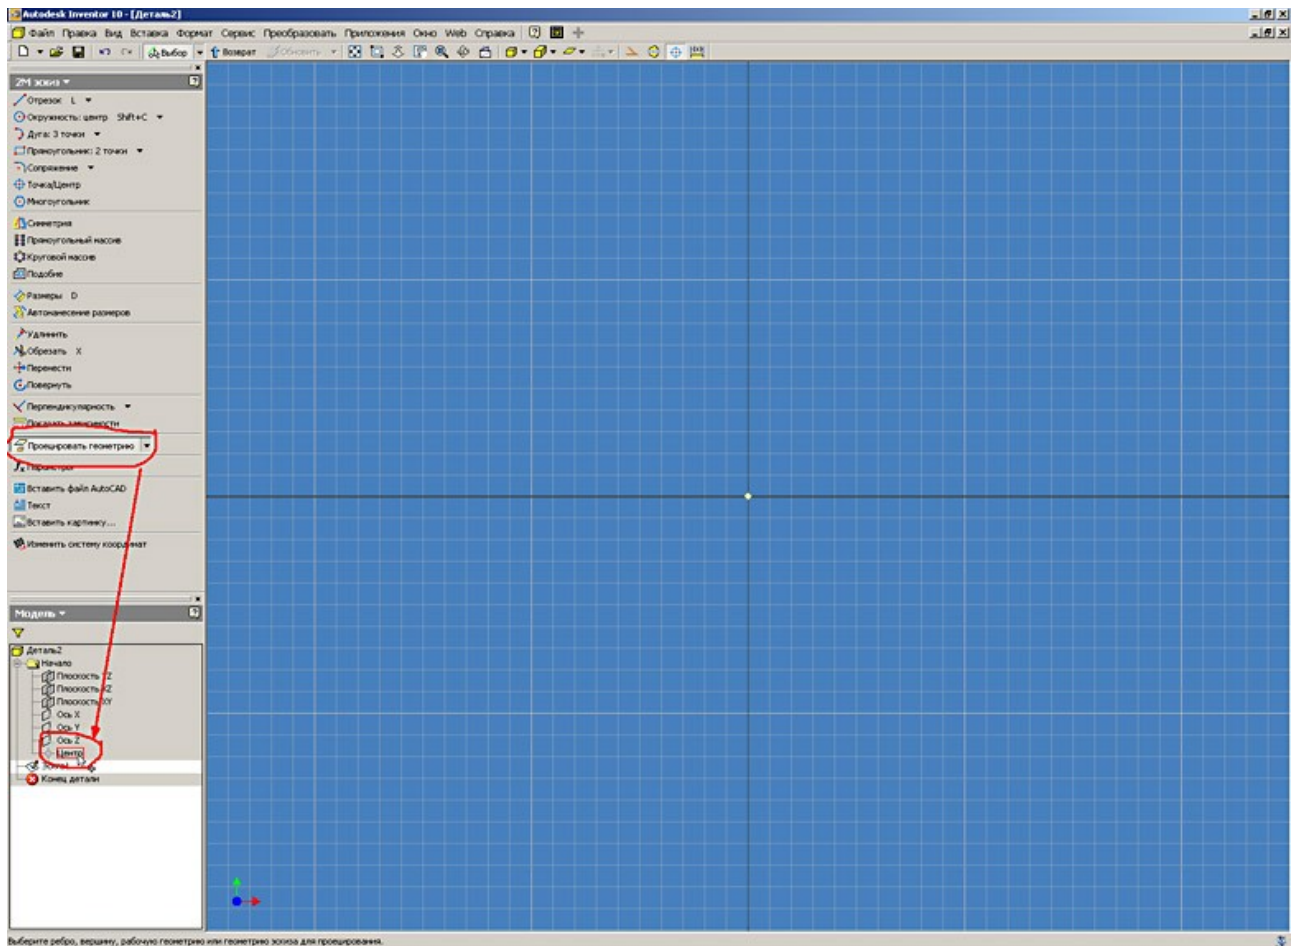 Autodesk Inventor 10 - [Деталь2]
Файл Правка Вид Вставка Формат Сервис Преобразовать Приложения Окно Web Справка
Выбор Возврат Обновить
2М эскиз
Отрезок L
Окружность: центр Shift+C
Дуга: 3 точки
Прямоугольник: 2 точки
Сопряжение
Точка/Центр
Многоугольник
Симметрия
Прямоугольный массив
Круговой массив
Подобие
Размеры D
Автонанесение размеров
Удлинить
Обрезать X
Перенести
Повернуть
Перпендикулярность
Показать зависимости
Проецировать геометрию
Параметры
Вставить файл AutoCAD
Текст
Вставить картинку...
Изменить систему координат
Модель
Деталь2
Начало
Плоскость YZ
Плоскость XZ
Плоскость XY
Ось X
Ось Y
Ось Z
Центр
Конец детали
Выберите ребро, вершину, рабочую геометрию или геометрию эскиза для проецирования.